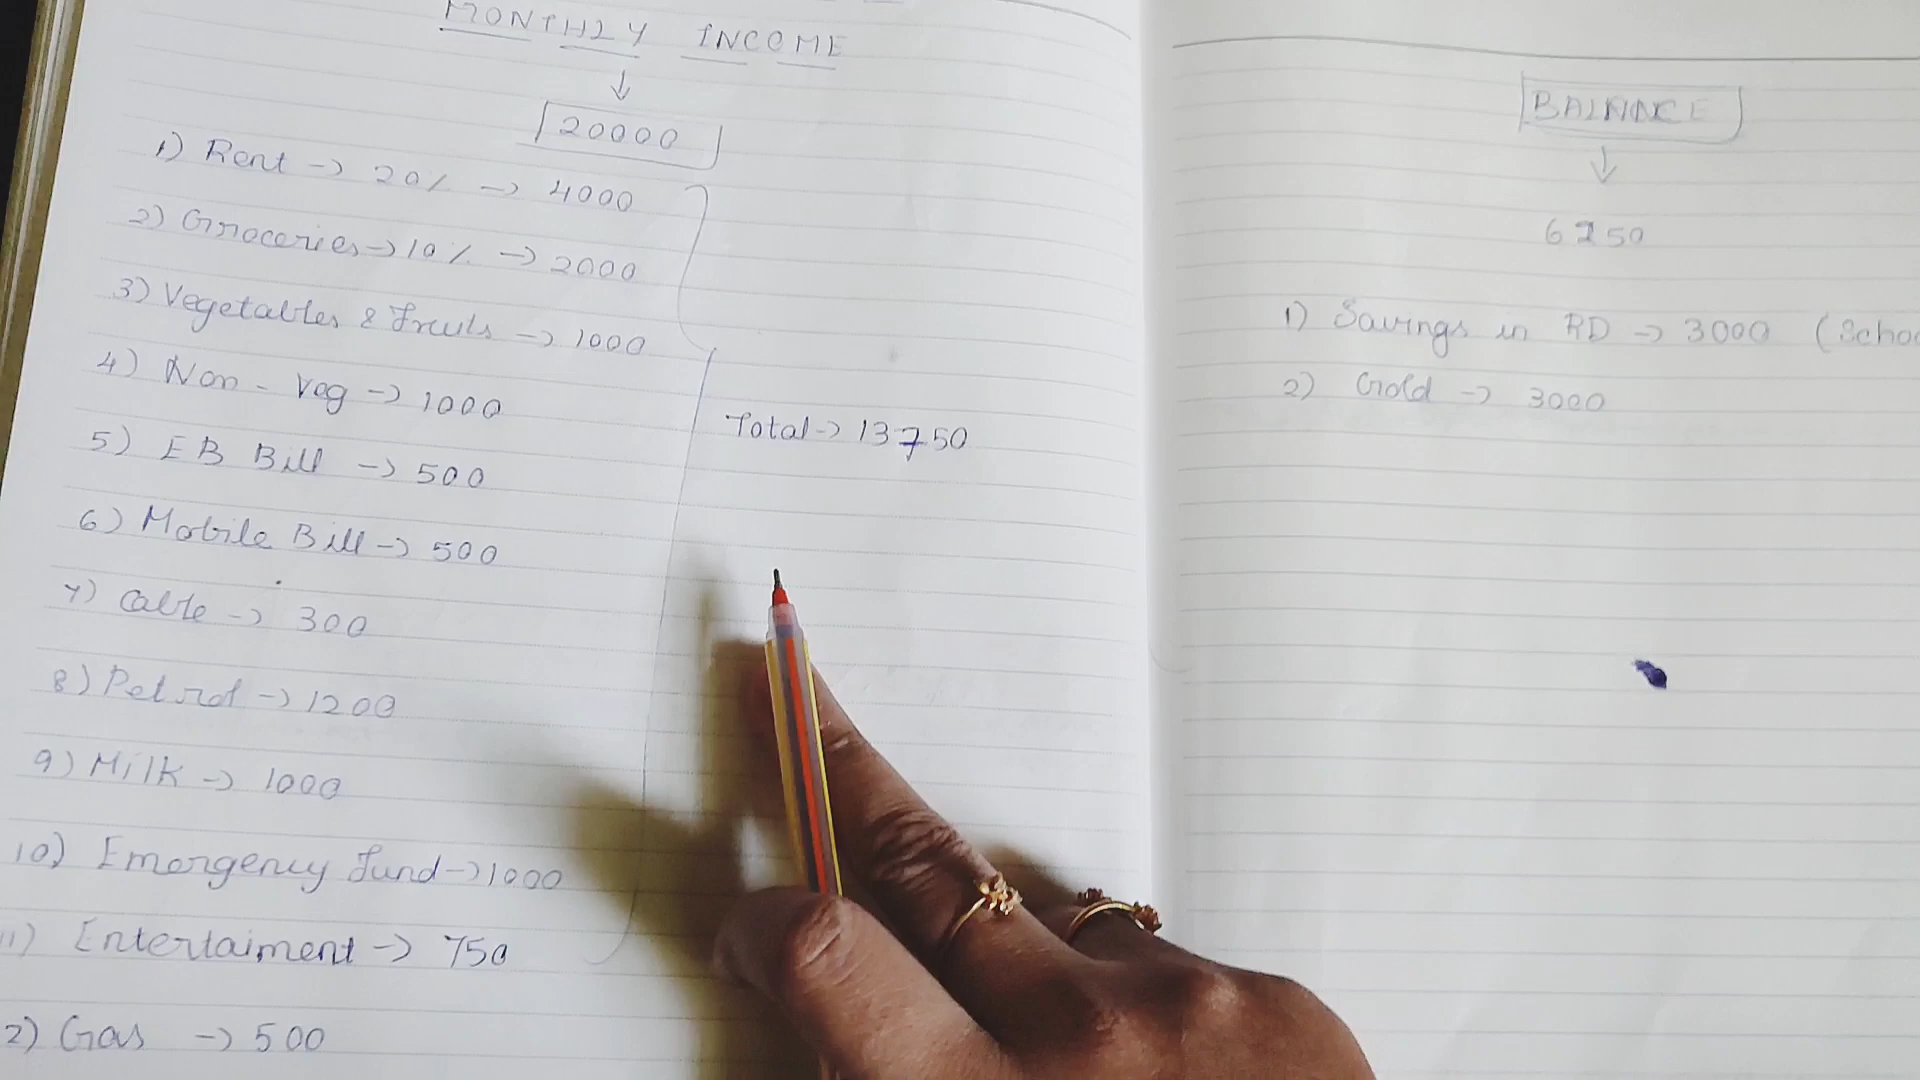 MONTHLY INCOME
↓
20000
1) Rent -> 20% -> 4000
2) Groceries -> 10% -> 2000
3) Vegetables & Fruits -> 1000
4) Non - Veg -> 1000
5) EB Bill -> 500
6) Mobile Bill -> 500
7) Cable -> 300
8) Petrol -> 1200
9) Milk -> 1000
10) Emergency Fund -> 1000
11) Entertaiment -> 750
2) Gas -> 500
Total -> 13750
BALANCE
↓
6250
1) Savings in RD -> 3000 (Schoo
2) Gold -> 3000